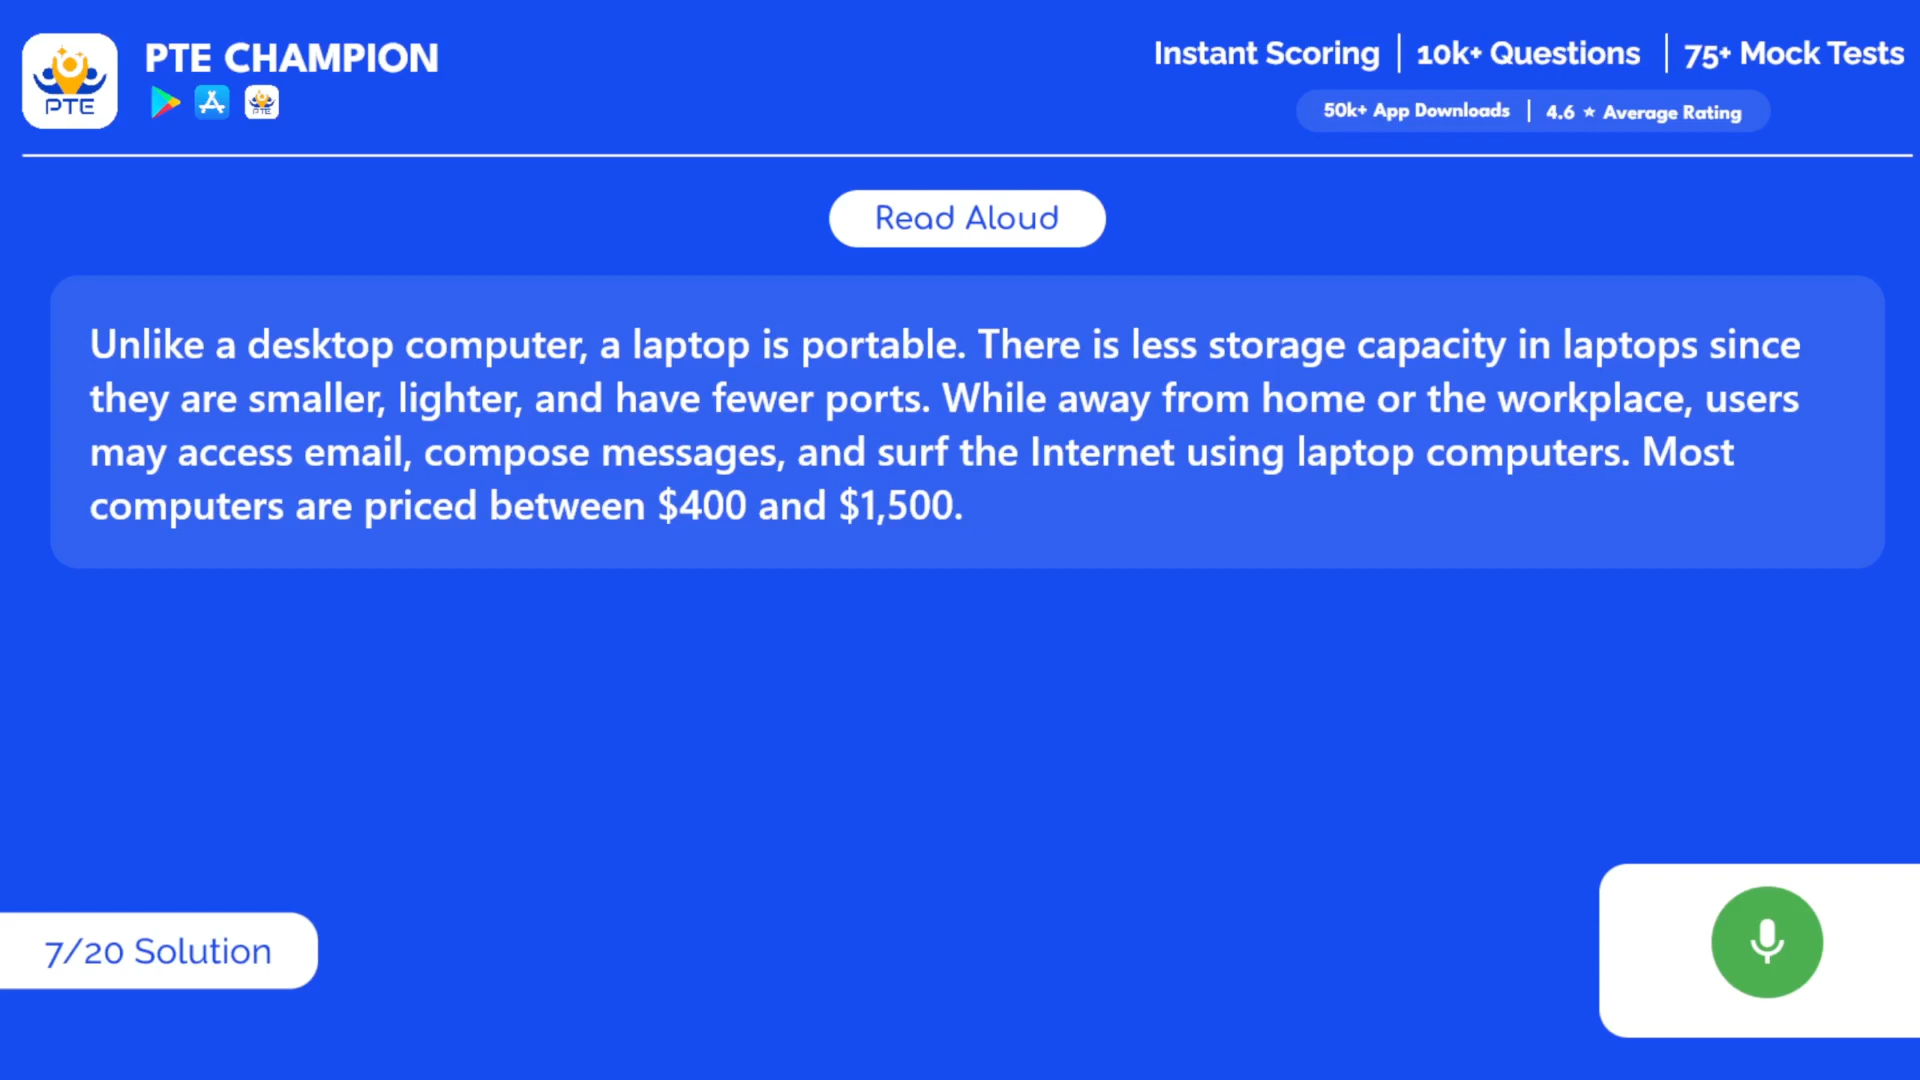 PTE CHAMPION
PTE
PTE
Instant Scoring | 10k+ Questions | 75+ Mock Tests
50k+ App Downloads | 4.6 ★ Average Rating
Read Aloud
Unlike a desktop computer, a laptop is portable. There is less storage capacity in laptops since
they are smaller, lighter, and have fewer ports. While away from home or the workplace, users
may access email, compose messages, and surf the Internet using laptop computers. Most
computers are priced between $400 and $1,500.
7/20 Solution